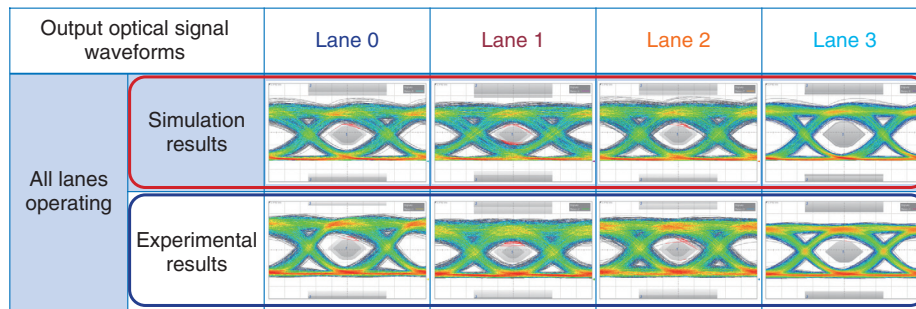 Output optical signal
waveforms
Lane 0
Lane 1
Lane 2
Lane 3
All lanes
operating
Simulation
results
Experimental
results